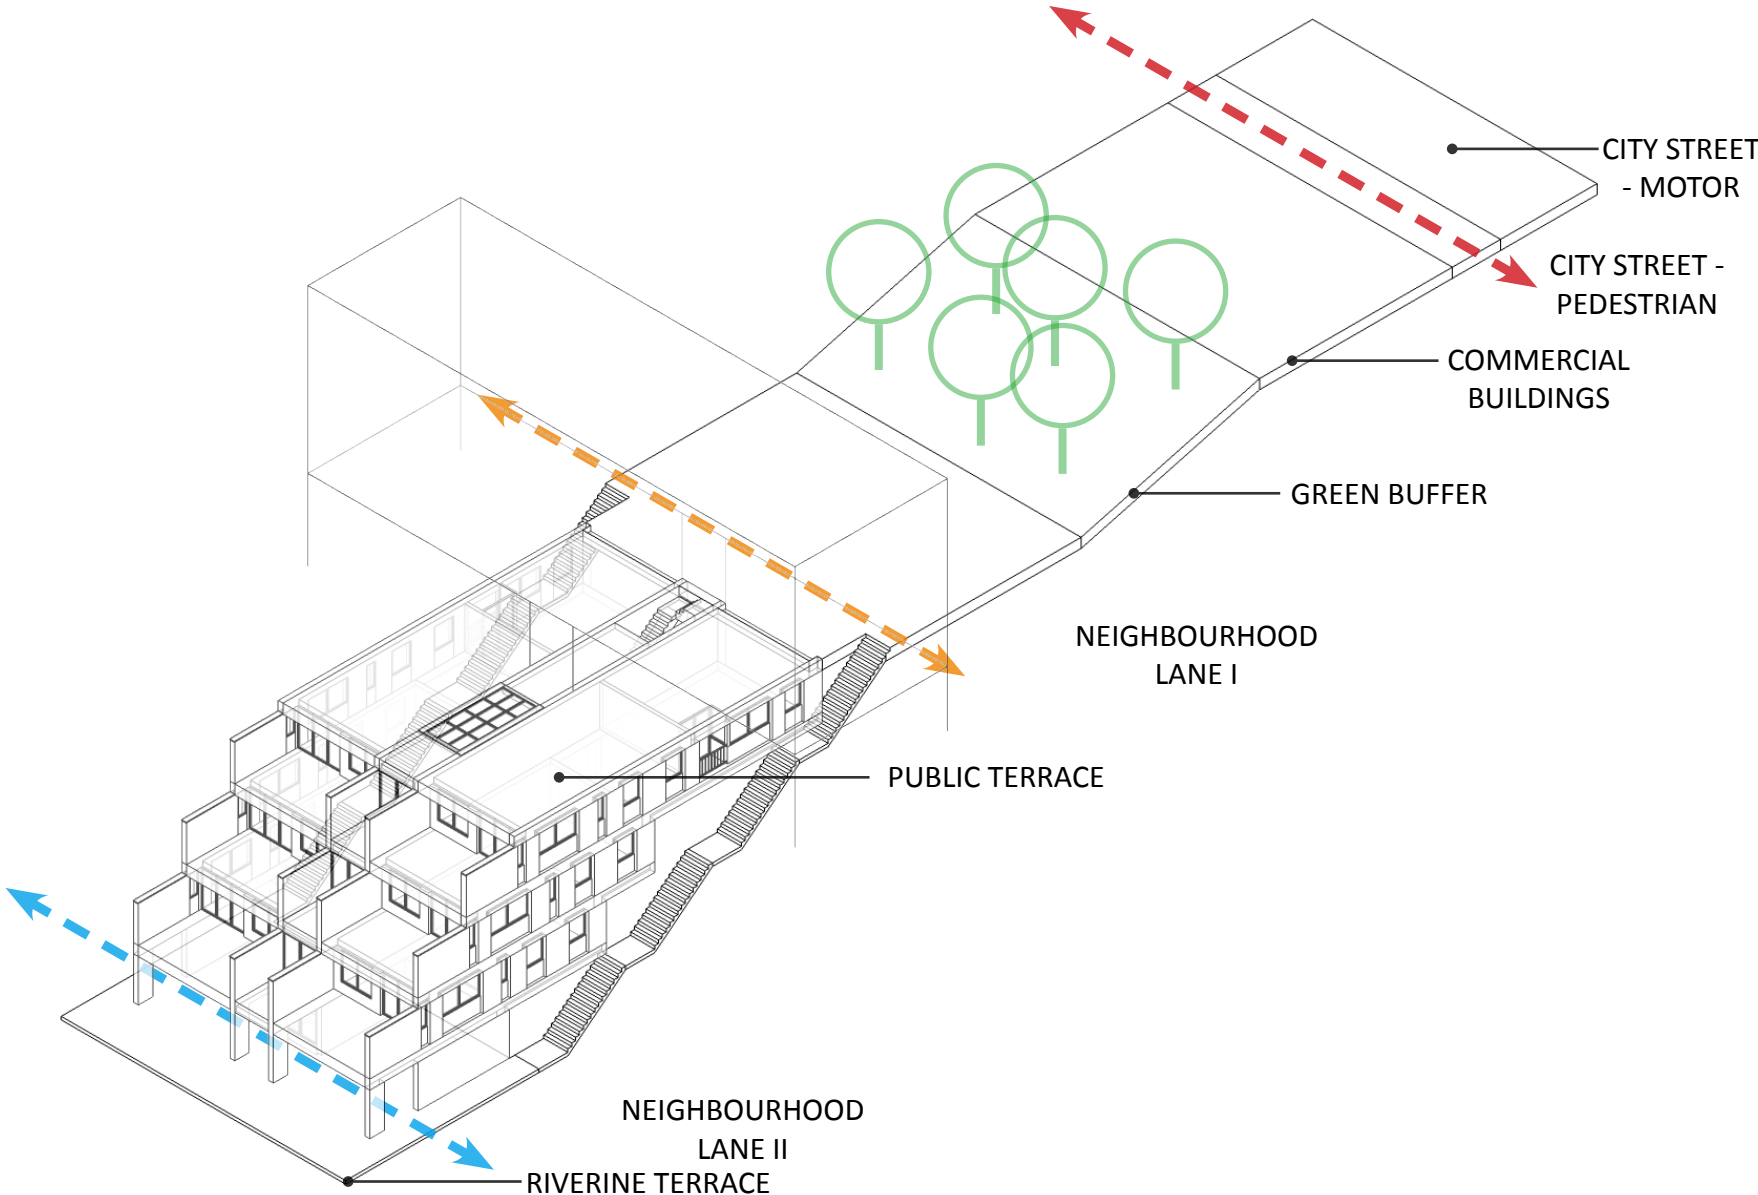 CITY STREET
- MOTOR
CITY STREET -
PEDESTRIAN
COMMERCIAL
BUILDINGS
GREEN BUFFER
NEIGHBOURHOOD
LANE I
PUBLIC TERRACE
NEIGHBOURHOOD
LANE II
RIVERINE TERRACE